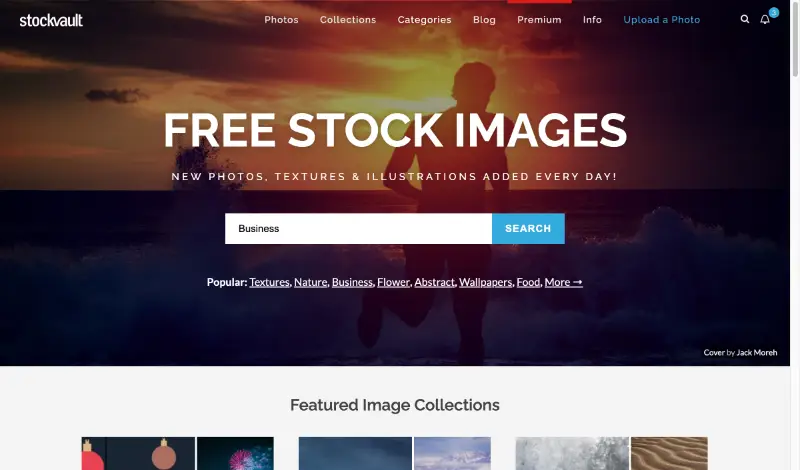 stockvault
Photos Collections Categories Blog Premium Info Upload a Photo
3
FREE STOCK IMAGES
NEW PHOTOS, TEXTURES & ILLUSTRATIONS ADDED EVERY DAY!
Business SEARCH
Popular: Textures, Nature, Business, Flower, Abstract, Wallpapers, Food, More →
Cover by Jack Moreh
Featured Image Collections